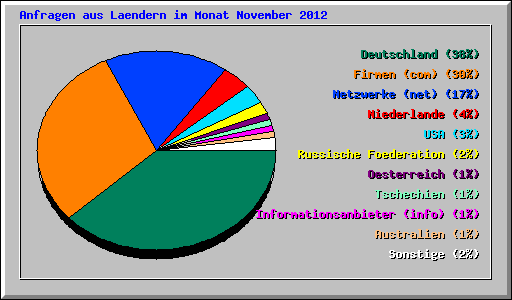 Anfragen aus Laendern im Monat November 2012
Deutschland (38%)
Firmen (com) (30%)
Netzwerke (net) (17%)
Niederlande (4%)
USA (3%)
Russische Foederation (2%)
Oesterreich (1%)
Tschechien (1%)
Informationsanbieter (info) (1%)
Australien (1%)
Sonstige (2%)